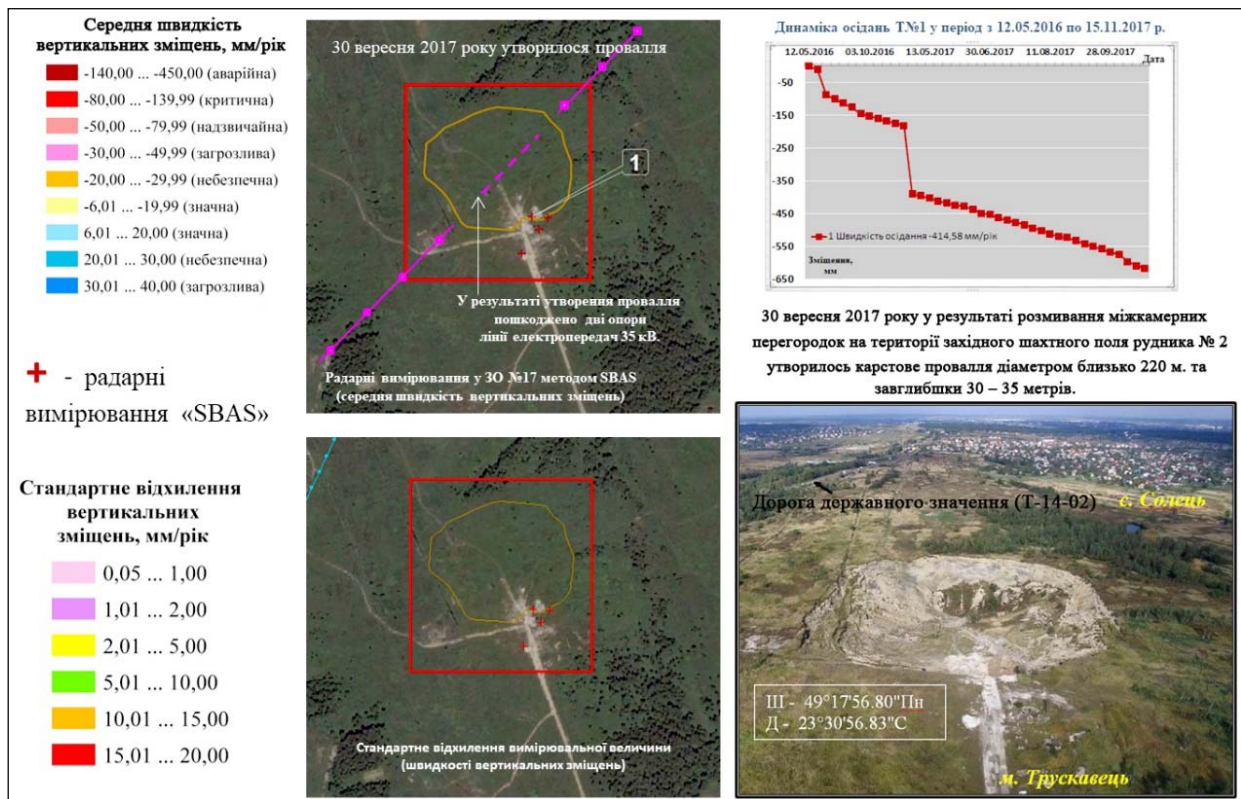 Середня швидкість
вертикальних зміщень, мм/рік
-140,00 ... -450,00 (аварійна)
-80,00 ... -139,99 (критична)
-50,00 ... -79,99 (надзвичайна)
-30,00 ... -49,99 (загрозлива)
-20,00 ... -29,99 (небезпечна)
-6,01 ... -19,99 (значна)
6,01 ... 20,00 (значна)
20,01 ... 30,00 (небезпечна)
30,01 ... 40,00 (загрозлива)
+ - радарні
вимірювання «SBAS»
Стандартне відхилення
вертикальних
зміщень, мм/рік
0,05 ... 1,00
1,01 ... 2,00
2,01 ... 5,00
5,01 ... 10,00
10,01 ... 15,00
15,01 ... 20,00
30 вересня 2017 року утворилося провалля
1
У результаті утворення провалля
пошкоджено дві опори
лінії електропередач 35 кВ.
Радарні вимірювання у ЗО №17 методом SBAS
(середня швидкість вертикальних зміщень)
Стандартне відхилення вимірювальної величини
(швидкості вертикальних зміщень)
Динаміка осідань Т.№1 у період з 12.05.2016 по 15.11.2017 р.
12.05.2016 03.10.2016 13.05.2017 30.06.2017 11.08.2017 28.09.2017
Дата
-50
-150
-250
-350
-450
-550
-650
1 Швидкість осідання -414,58 мм/рік
Зміщення,
мм
30 вересня 2017 року у результаті розмивання міжкамерних
перегородок на території західного шахтного поля рудника № 2
утворилось карстове провалля діаметром близько 220 м. та
завглибшки 30 – 35 метрів.
Дорога державного значення (Т-14-02)
с. Солець
Ш - 49°17'56.80"Пн
Д - 23°30'56.83"С
м. Трускавець